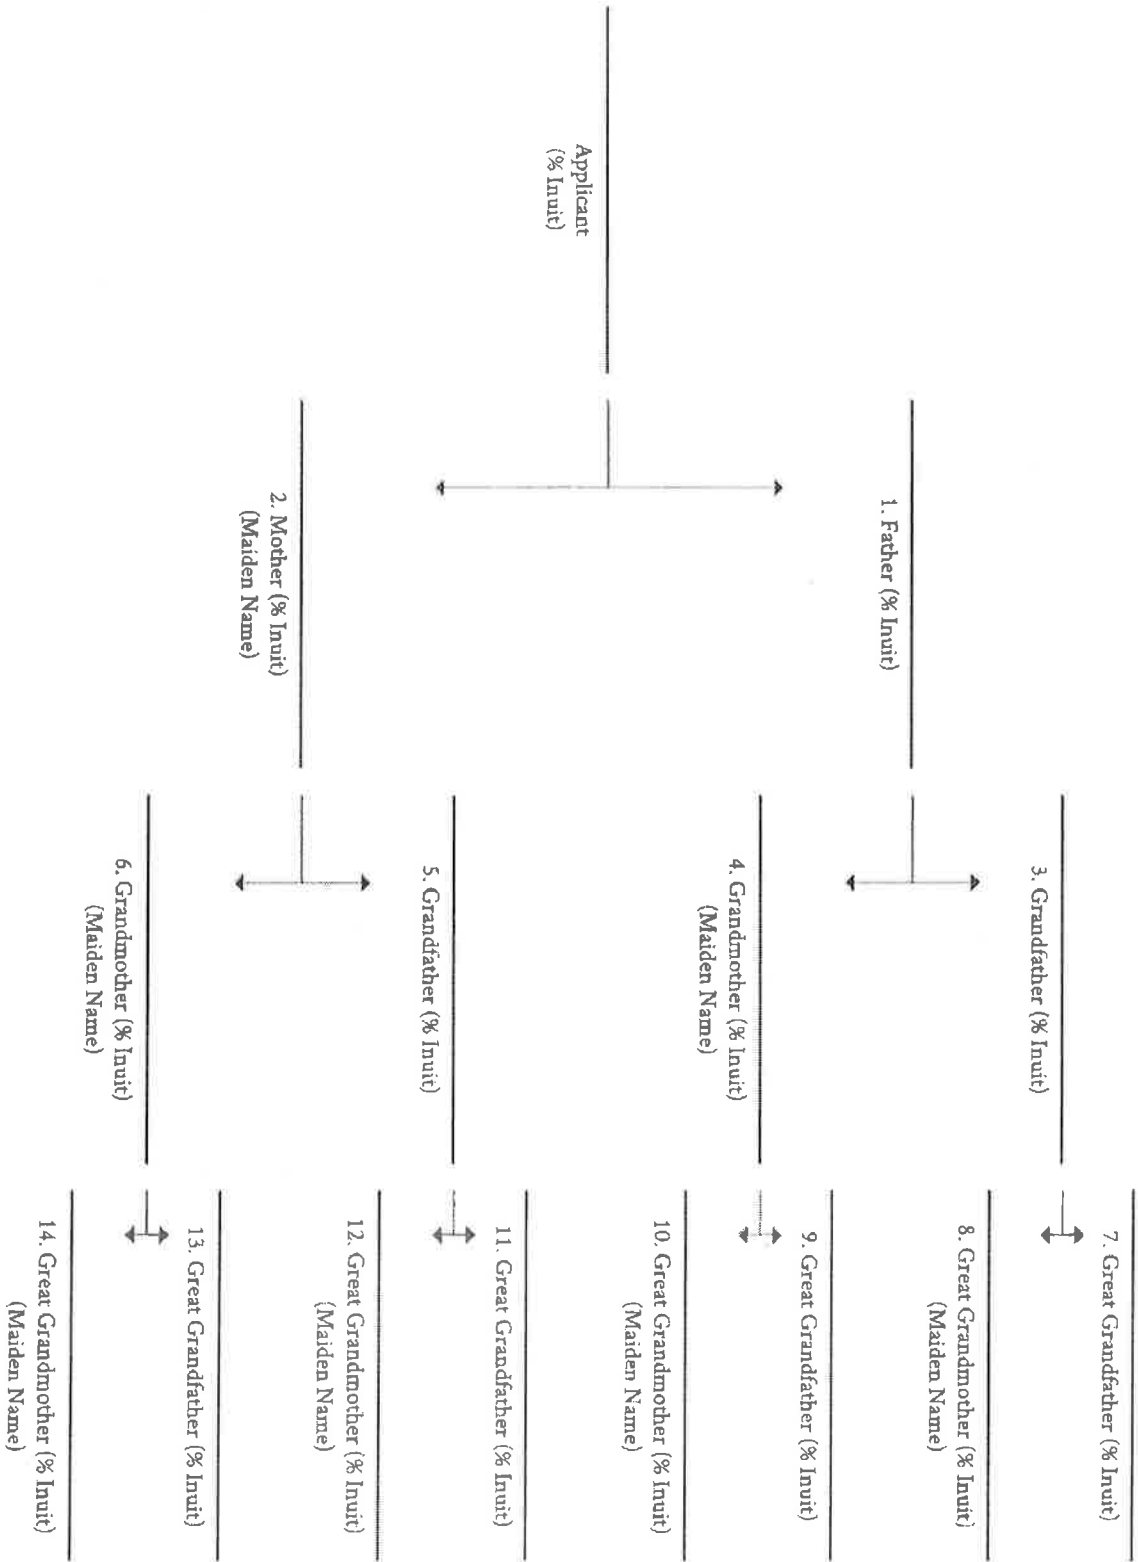 Applicant
(% Inuit)
1. Father (% Inuit)
2. Mother (% Inuit)
(Maiden Name)
3. Grandfather (% Inuit)
4. Grandmother (% Inuit)
(Maiden Name)
5. Grandfather (% Inuit)
6. Grandmother (% Inuit)
(Maiden Name)
7. Great Grandfather (% Inuit)
8. Great Grandmother (% Inuit)
(Maiden Name)
9. Great Grandfather (% Inuit)
10. Great Grandmother (% Inuit)
(Maiden Name)
11. Great Grandfather (% Inuit)
12. Great Grandmother (% Inuit)
(Maiden Name)
13. Great Grandfather (% Inuit)
14. Great Grandmother (% Inuit)
(Maiden Name)